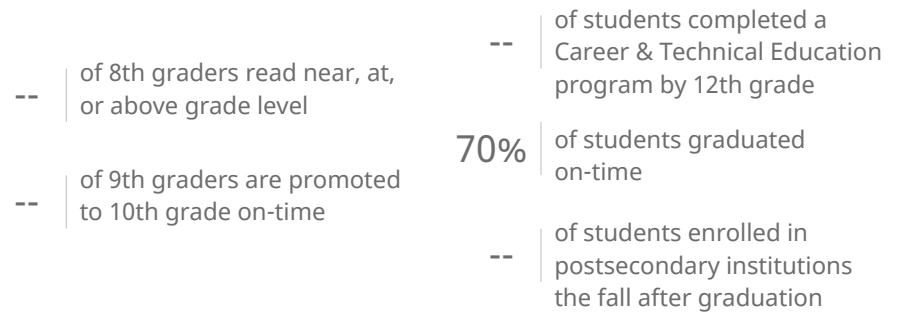 --
of 8th graders read near, at,
or above grade level
--
of 9th graders are promoted
to 10th grade on-time
--
of students completed a
Career & Technical Education
program by 12th grade
70%
of students graduated
on-time
--
of students enrolled in
postsecondary institutions
the fall after graduation